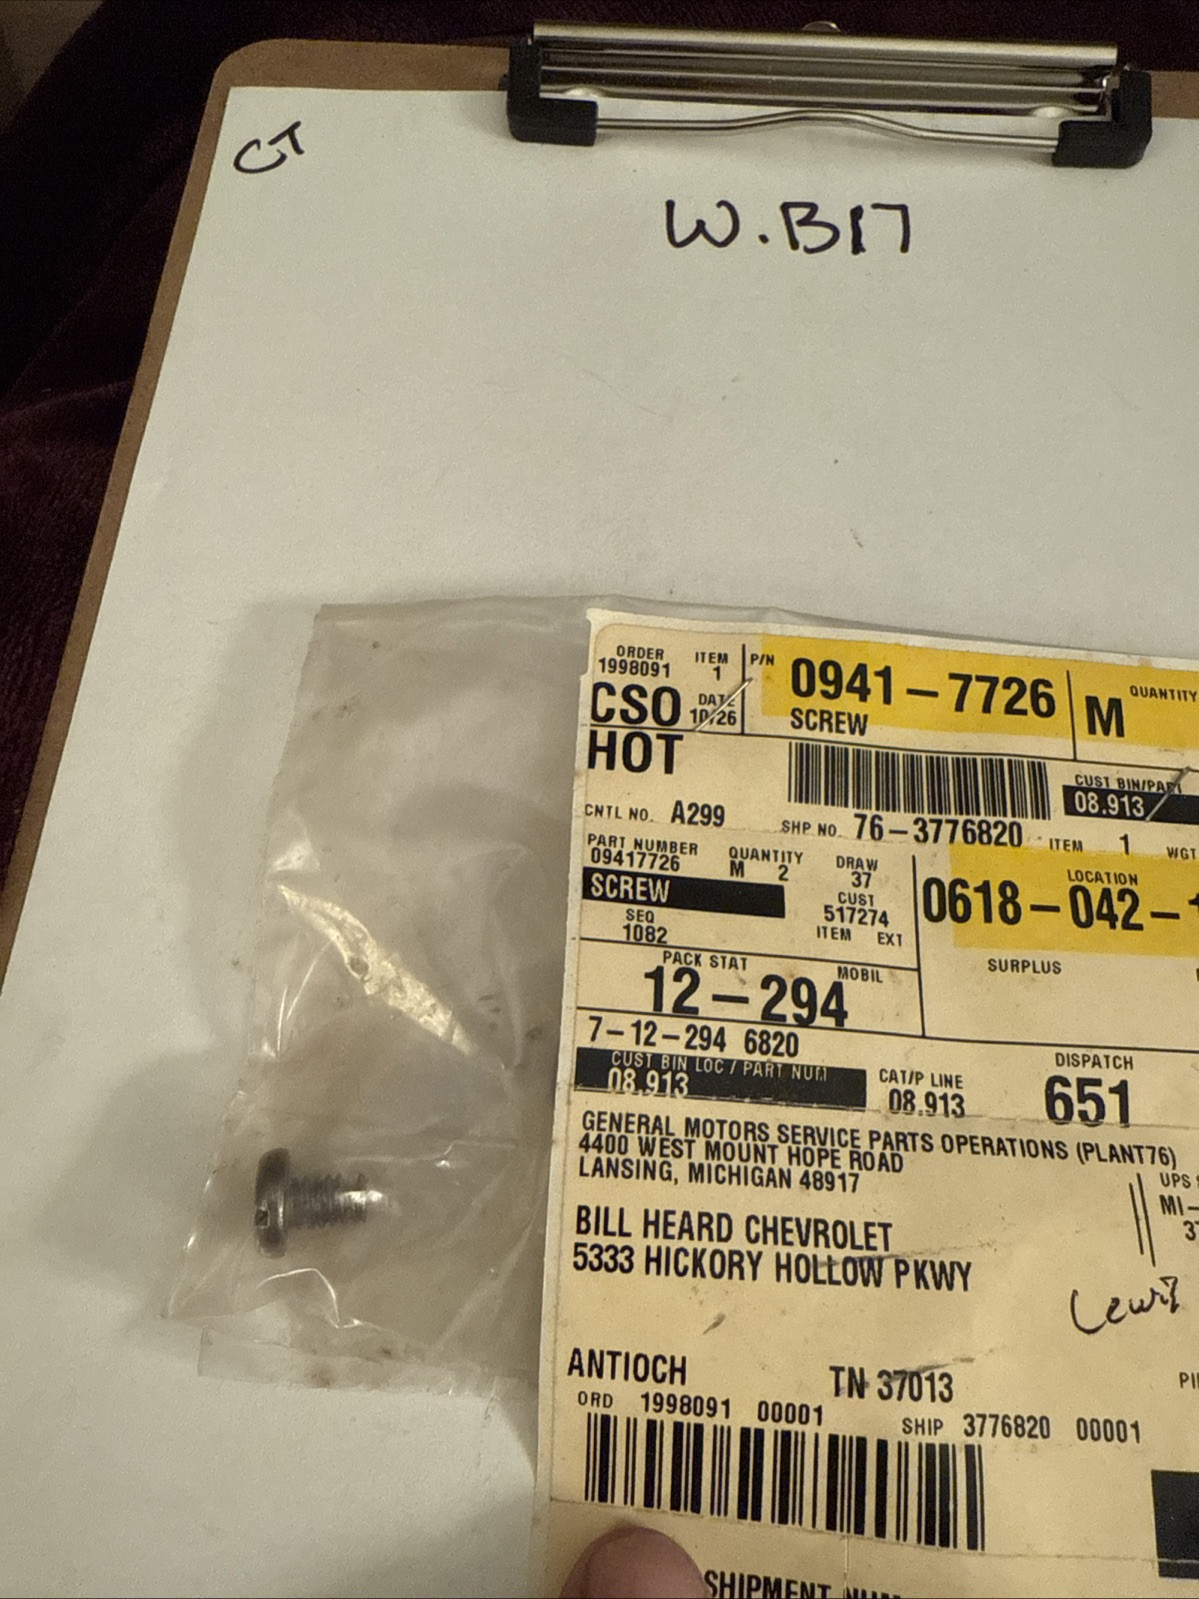 CT
W.B17
ORDER ITEM P/N 0941-7726 M QUANTITY
1998091 1
CSO DATE 10/26 SCREW
HOT
CUST BIN/PART
08.913
CNTL NO. A299 SHP NO. 76-3776820 ITEM 1 WGT
PART NUMBER QUANTITY DRAW LOCATION
09417726 M 2 37 0618-042-
SCREW CUST
517274
SEQ ITEM EXT
1082
PACK STAT MOBIL SURPLUS
12-294
7-12-294 6820
CUST BIN LOC / PART NUM CAT/P LINE DISPATCH
08.913 08.913 651
GENERAL MOTORS SERVICE PARTS OPERATIONS (PLANT76)
4400 WEST MOUNT HOPE ROAD
LANSING, MICHIGAN 48917
UPS
MI-
BILL HEARD CHEVROLET
5333 HICKORY HOLLOW PKWY
ANTIOCH TN 37013
ORD 1998091 00001 SHIP 3776820 00001
SHIPMENT